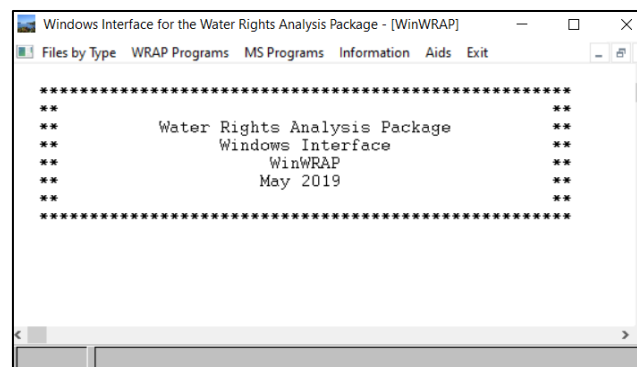 Windows Interface for the Water Rights Analysis Package - [WinWRAP]
Files by Type WRAP Programs MS Programs Information Aids Exit
*****************************************************
** **
** Water Rights Analysis Package **
** Windows Interface **
** WinWRAP **
** May 2019 **
** **
*****************************************************